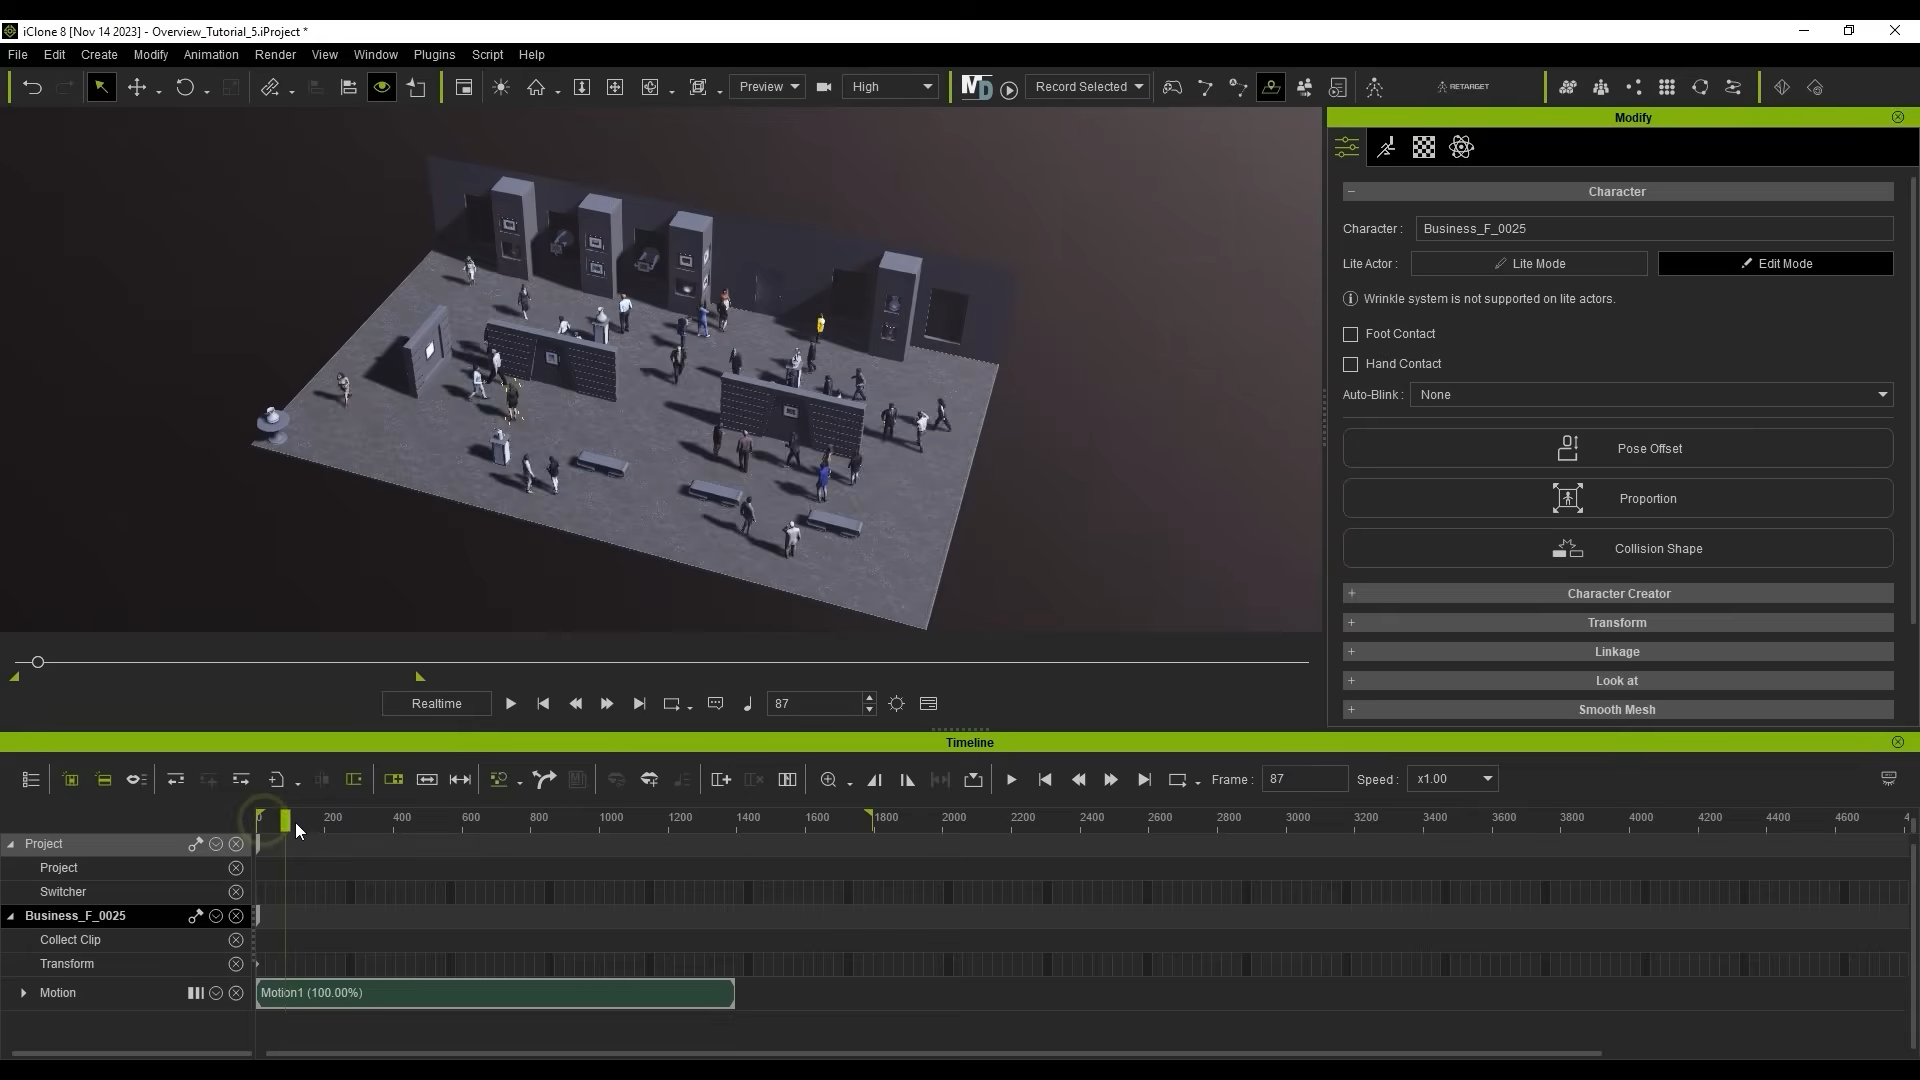 iClone 8 [Nov 14 2023] - Overview_Tutorial_5.iProject *
File Edit Create Modify Animation Render View Window Plugins Script Help
Preview High MD Record Selected RETARGET
Modify
Character
Character : Business_F_0025
Lite Actor : Lite Mode Edit Mode
Wrinkle system is not supported on lite actors.
Foot Contact
Hand Contact
Auto-Blink : None
Pose Offset
Proportion
Collision Shape
Character Creator
Transform
Linkage
Look at
Smooth Mesh
Realtime 87
Timeline
Frame : 87 Speed : x1.00
0 200 400 600 800 1000 1200 1400 1600 1800 2000 2200 2400 2600 2800 3000 3200 3400 3600 3800 4000 4200 4400 4600 4
Project
Project
Switcher
Business_F_0025
Collect Clip
Transform
Motion Motion1 (100.00%)